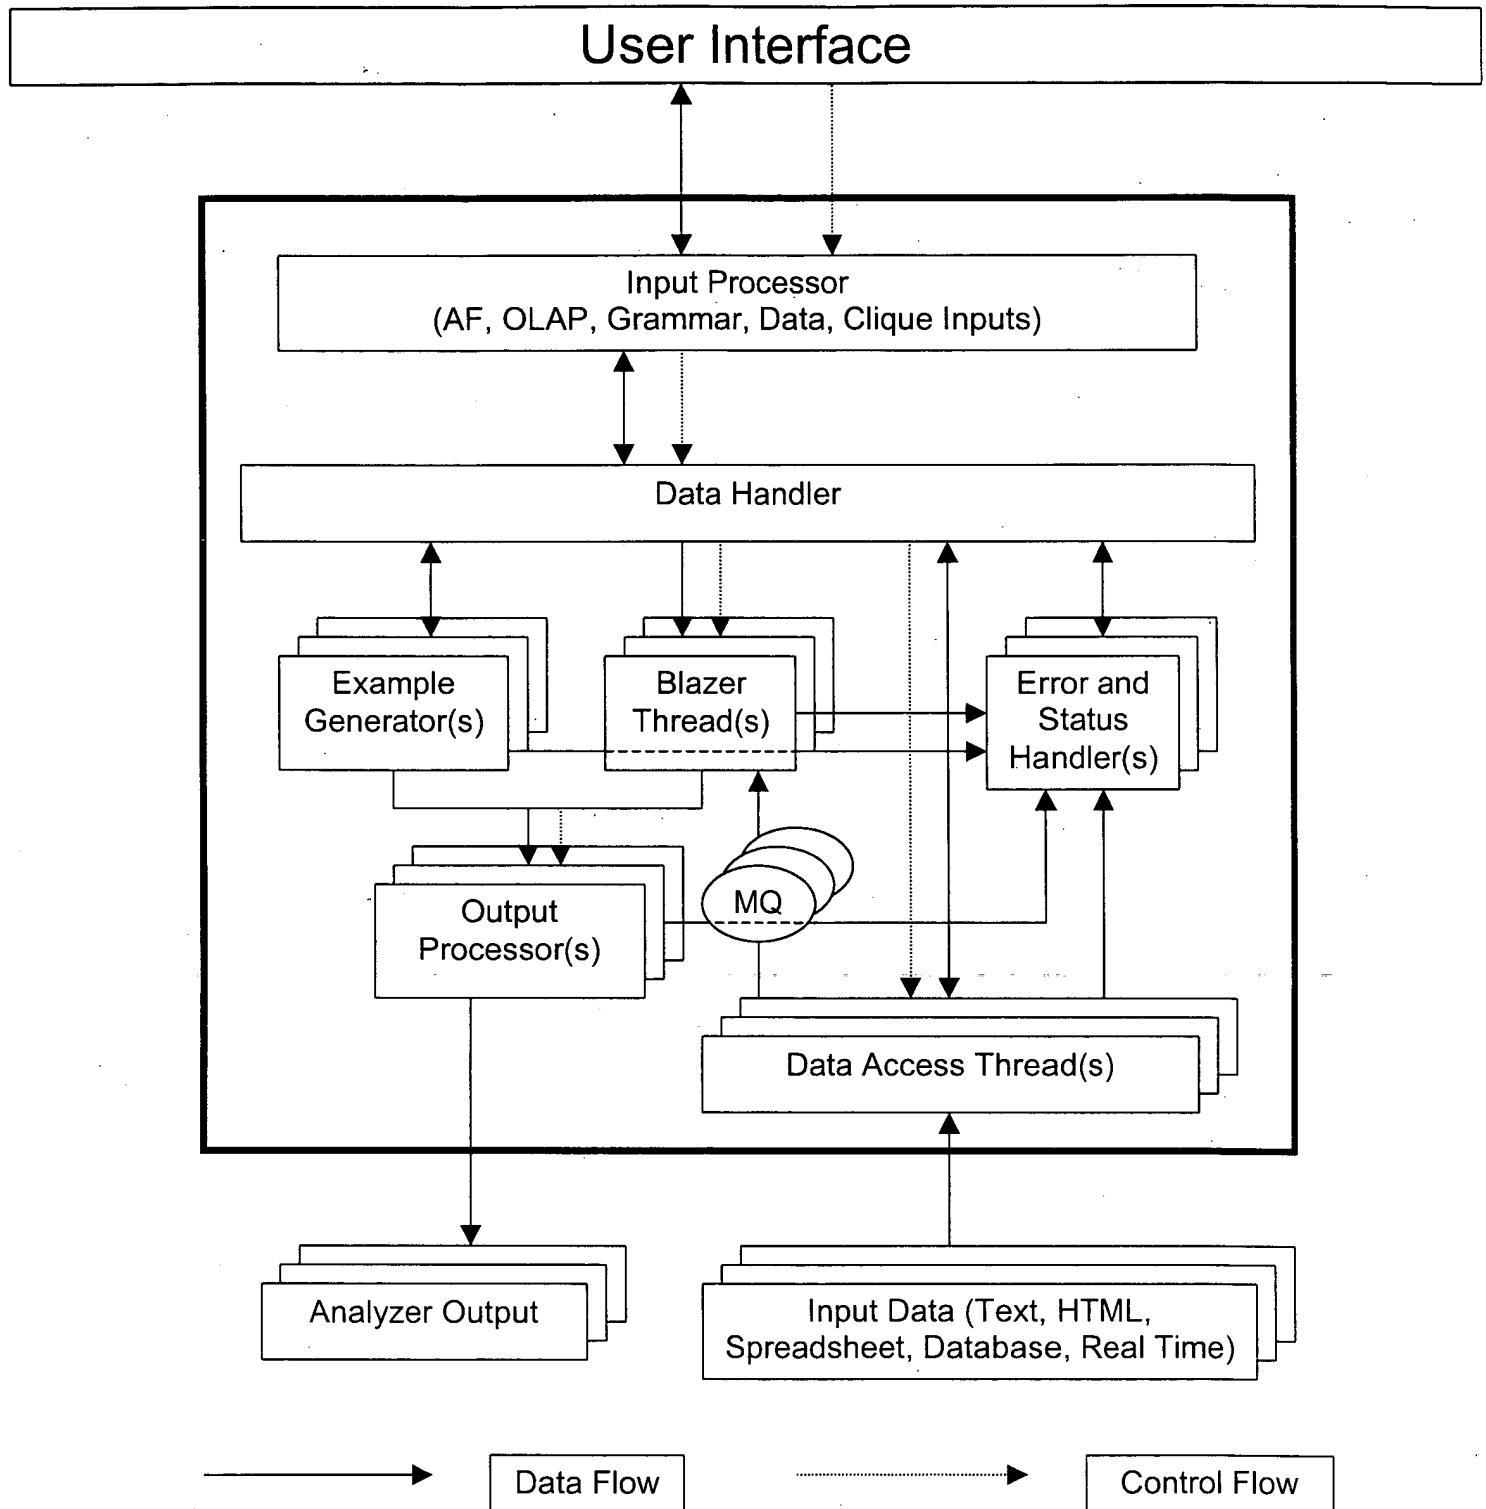 User Interface
Input Processor
(AF, OLAP, Grammar, Data, Clique Inputs)
Data Handler
Example
Generator(s)
Blazer
Thread(s)
Error and
Status
Handler(s)
Output
Processor(s)
MQ
Data Access Thread(s)
Analyzer Output
Input Data (Text, HTML,
Spreadsheet, Database, Real Time)
Data Flow
Control Flow